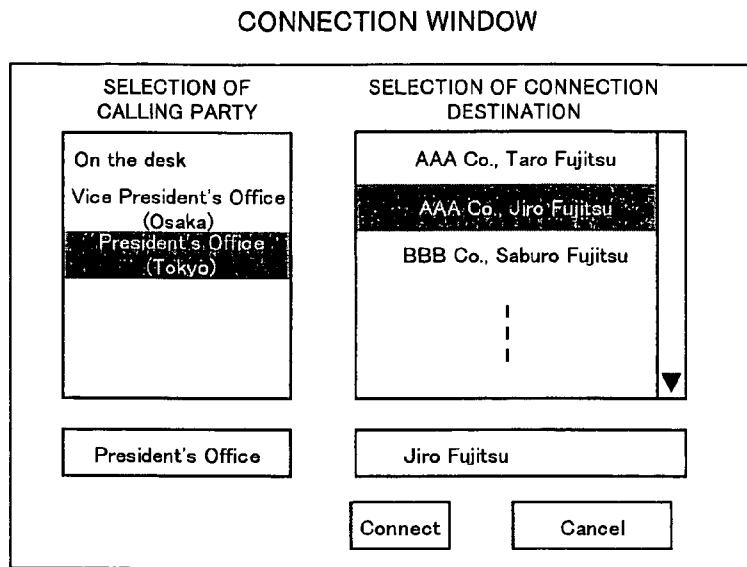 CONNECTION WINDOW
SELECTION OF
CALLING PARTY
On the desk
Vice President's Office
(Osaka)
President's Office
(Tokyo)
President's Office
SELECTION OF CONNECTION
DESTINATION
AAA Co., Taro Fujitsu
AAA Co., Jiro Fujitsu
BBB Co., Saburo Fujitsu
Jiro Fujitsu
Connect
Cancel